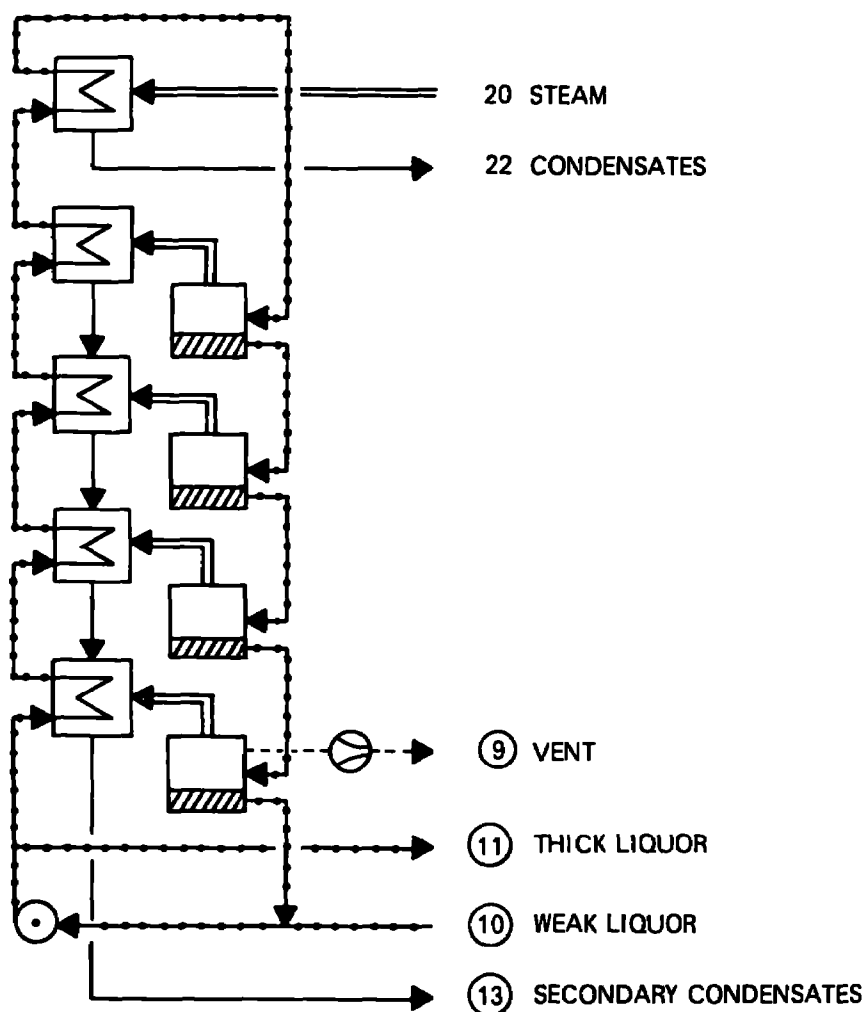 20 STEAM
22 CONDENSATES
9 VENT
11 THICK LIQUOR
10 WEAK LIQUOR
13 SECONDARY CONDENSATES